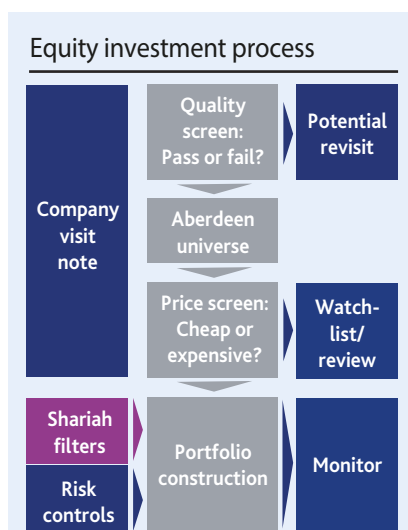 Equity investment process
Quality
screen:
Pass or fail?
Potential
revisit
Company
visit
note
Aberdeen
universe
Price screen:
Cheap or
expensive?
Watch-
list/
review
Shariah
filters
Portfolio
construction
Monitor
Risk
controls